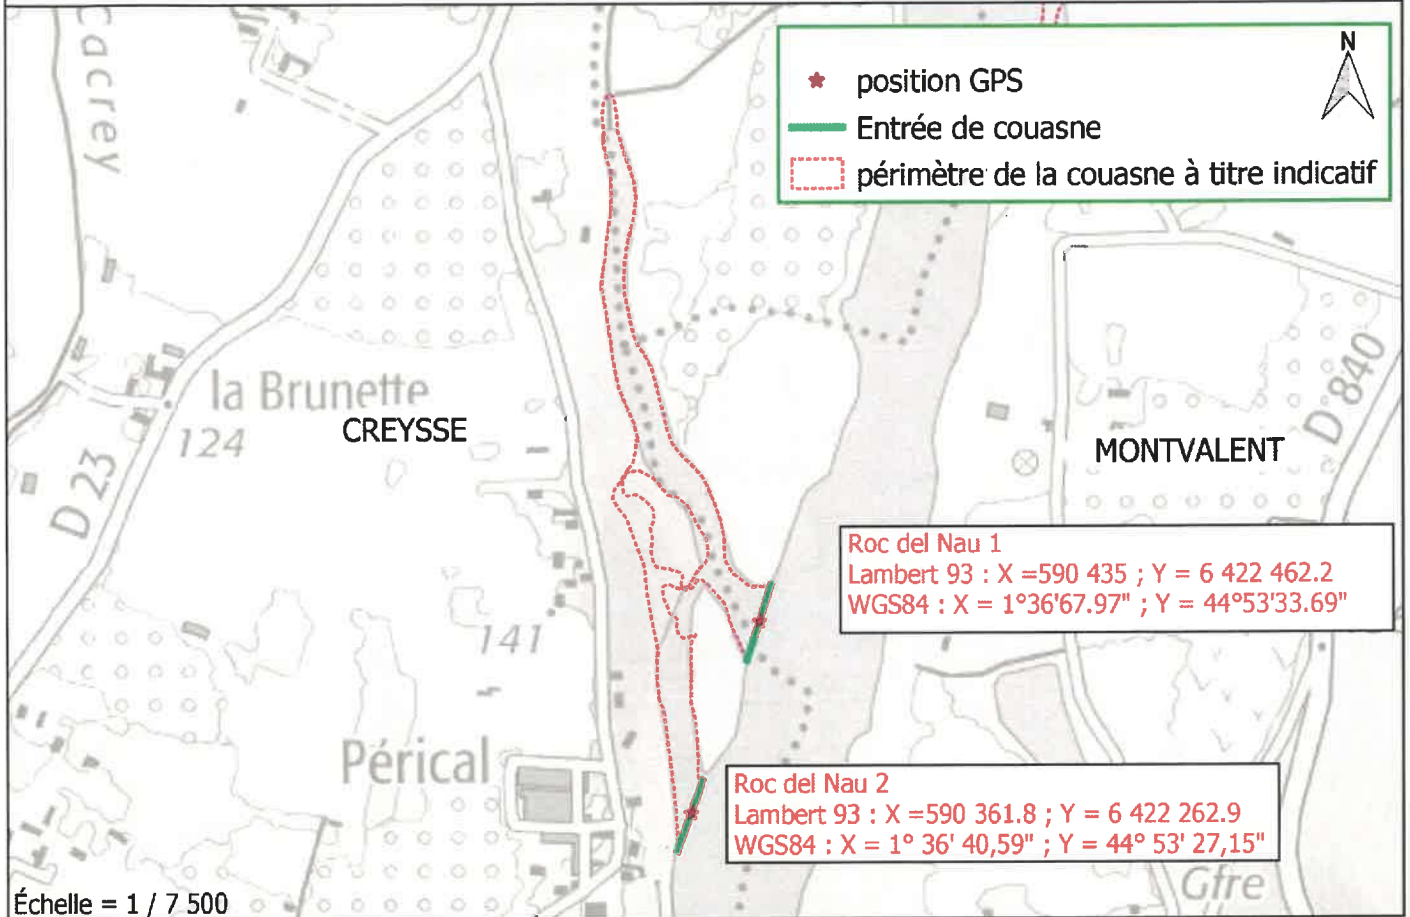 cacrey
N
position GPS
Entrée de couasne
périmètre de la couasne à titre indicatif
la Brunette
124
CREYSSE
D 23
D 840
MONTVALENT
Roc del Nau 1
Lambert 93 : X =590 435 ; Y = 6 422 462.2
WGS84 : X = 1°36'67.97" ; Y = 44°53'33.69"
141
Pérical
Roc del Nau 2
Lambert 93 : X =590 361.8 ; Y = 6 422 262.9
WGS84 : X = 1° 36' 40,59" ; Y = 44° 53' 27,15"
Gfre
Échelle = 1 / 7 500